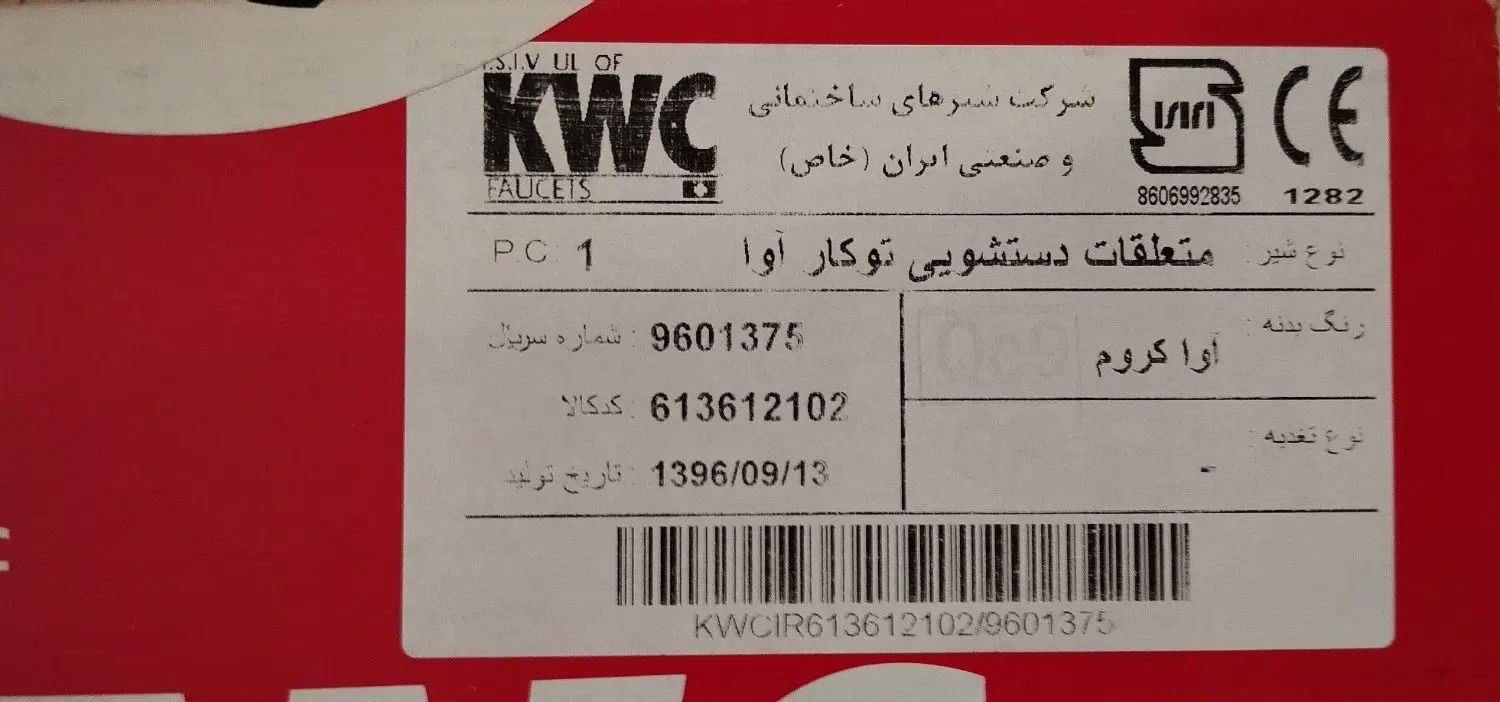 I.S.I.V UL OF
KWC
FAUCETS
شرکت شیرهای ساختمانی
و صنعتی ایران (خاص)
ISIRI
8606992835
CE
1282
نوع شیر : متعلقات دستشویی توکار آوا
P.C : 1
رنگ بدنه :
آوا کروم
نوع تغذیه :
-
شماره سریال : 9601375
کدکالا : 613612102
تاریخ تولید : 1396/09/13
KWCIR613612102/9601375